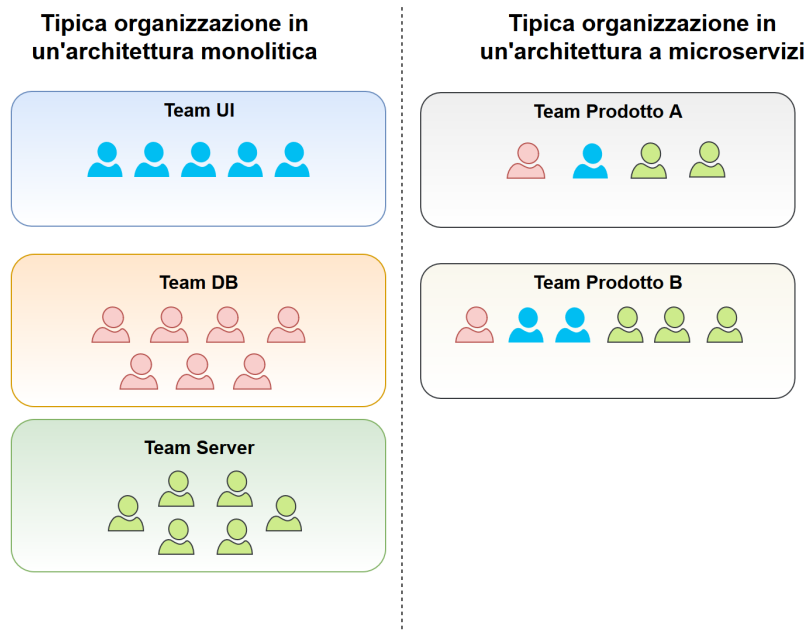 Tipica organizzazione in
un'architettura monolitica
Team UI
Team DB
Team Server
Tipica organizzazione in
un'architettura a microservizi
Team Prodotto A
Team Prodotto B